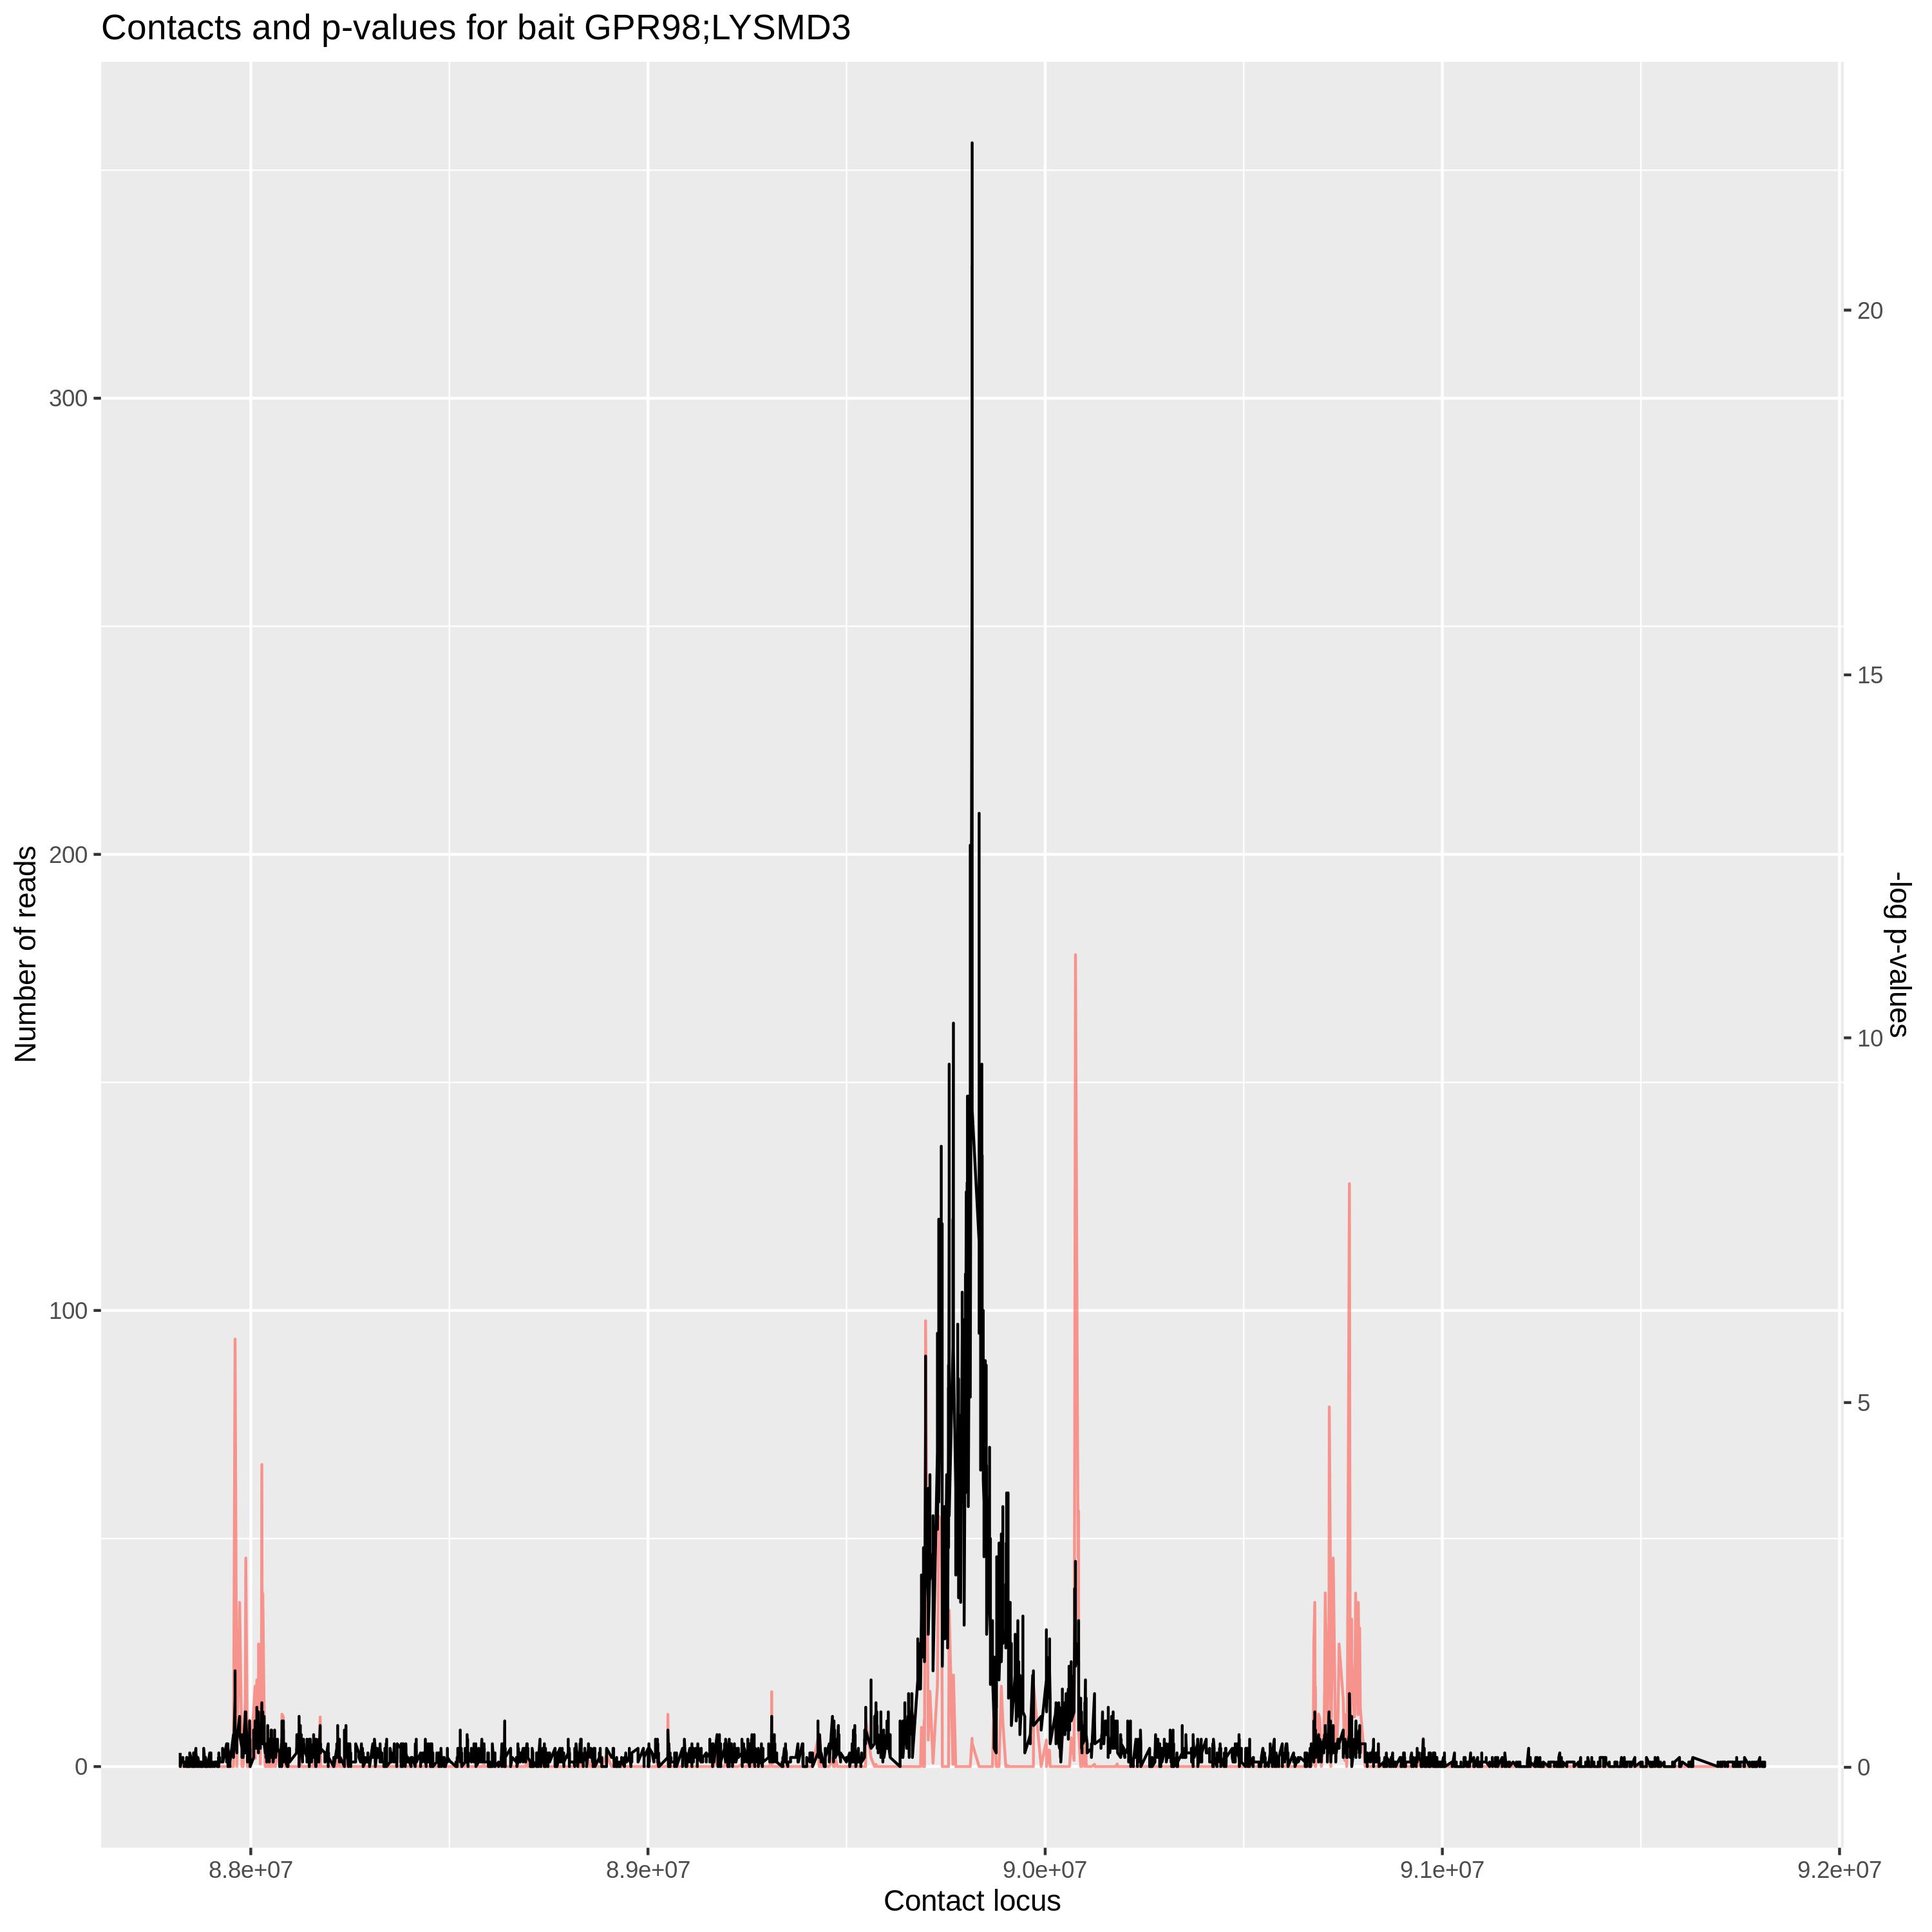 Contacts and p-values for bait GPR98;LYSMD3
Number of reads
300
200
100
0
20
15
10
5
0
-log p-values
8.8e+07 8.9e+07 9.0e+07 9.1e+07 9.2e+07
Contact locus